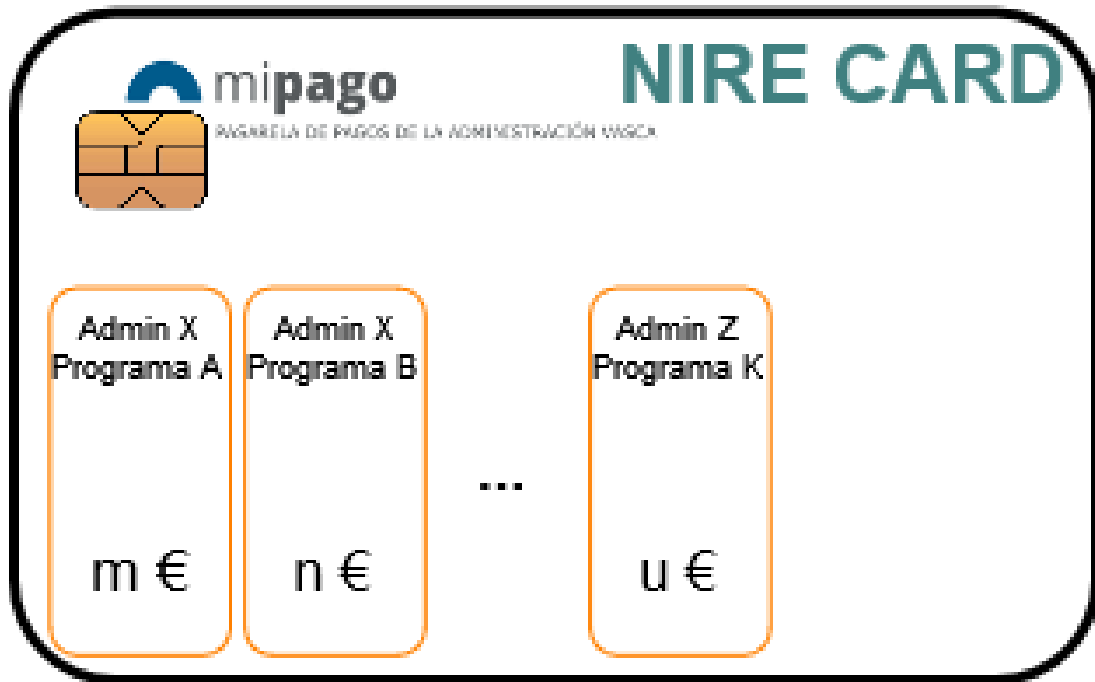 NIRE CARD
mipago
PASARELA DE PAGOS DE LA ADMINISTRACIÓN VASCA
Admin X
Programa A
m €
Admin X
Programa B
n €
...
Admin Z
Programa K
u €